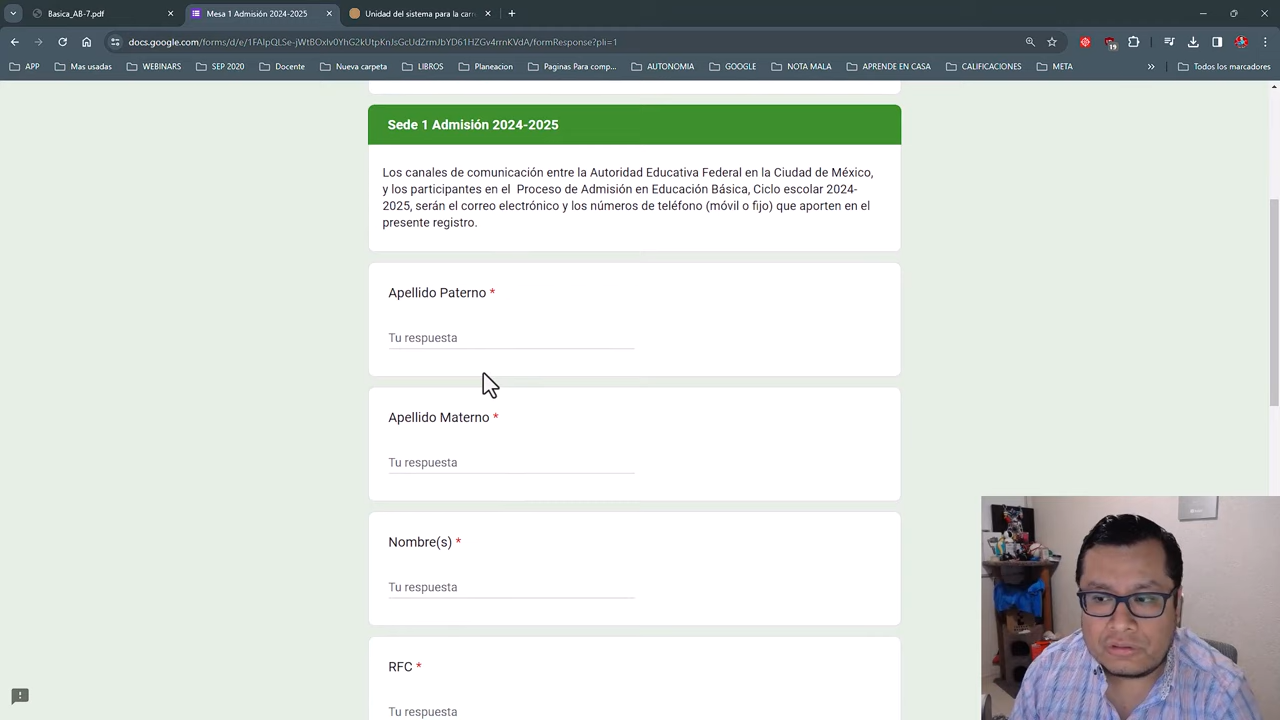 Basica_AB-7.pdf
Mesa 1 Admisión 2024-2025
Unidad del sistema para la carr
docs.google.com/forms/d/e/1FAIpQLSe-jWtBOxIv0YhG2kUtpKnJsGctUdZrmJbYD61HZGv4rrnKVdA/formResponse?pli=1
19
APP
Mas usadas
WEBINARS
SEP 2020
Docente
Nueva carpeta
LIBROS
Planeacion
Paginas Para comp...
AUTONOMIA
GOOGLE
NOTA MALA
APRENDE EN CASA
CALIFICACIONES
META
Todos los marcadores
Sede 1 Admisión 2024-2025
Los canales de comunicación entre la Autoridad Educativa Federal en la Ciudad de México,
y los participantes en el Proceso de Admisión en Educación Básica, Ciclo escolar 2024-
2025, serán el correo electrónico y los números de teléfono (móvil o fijo) que aporten en el
presente registro.
Apellido Paterno *
Tu respuesta
Apellido Materno *
Tu respuesta
Nombre(s) *
Tu respuesta
RFC *
Tu respuesta